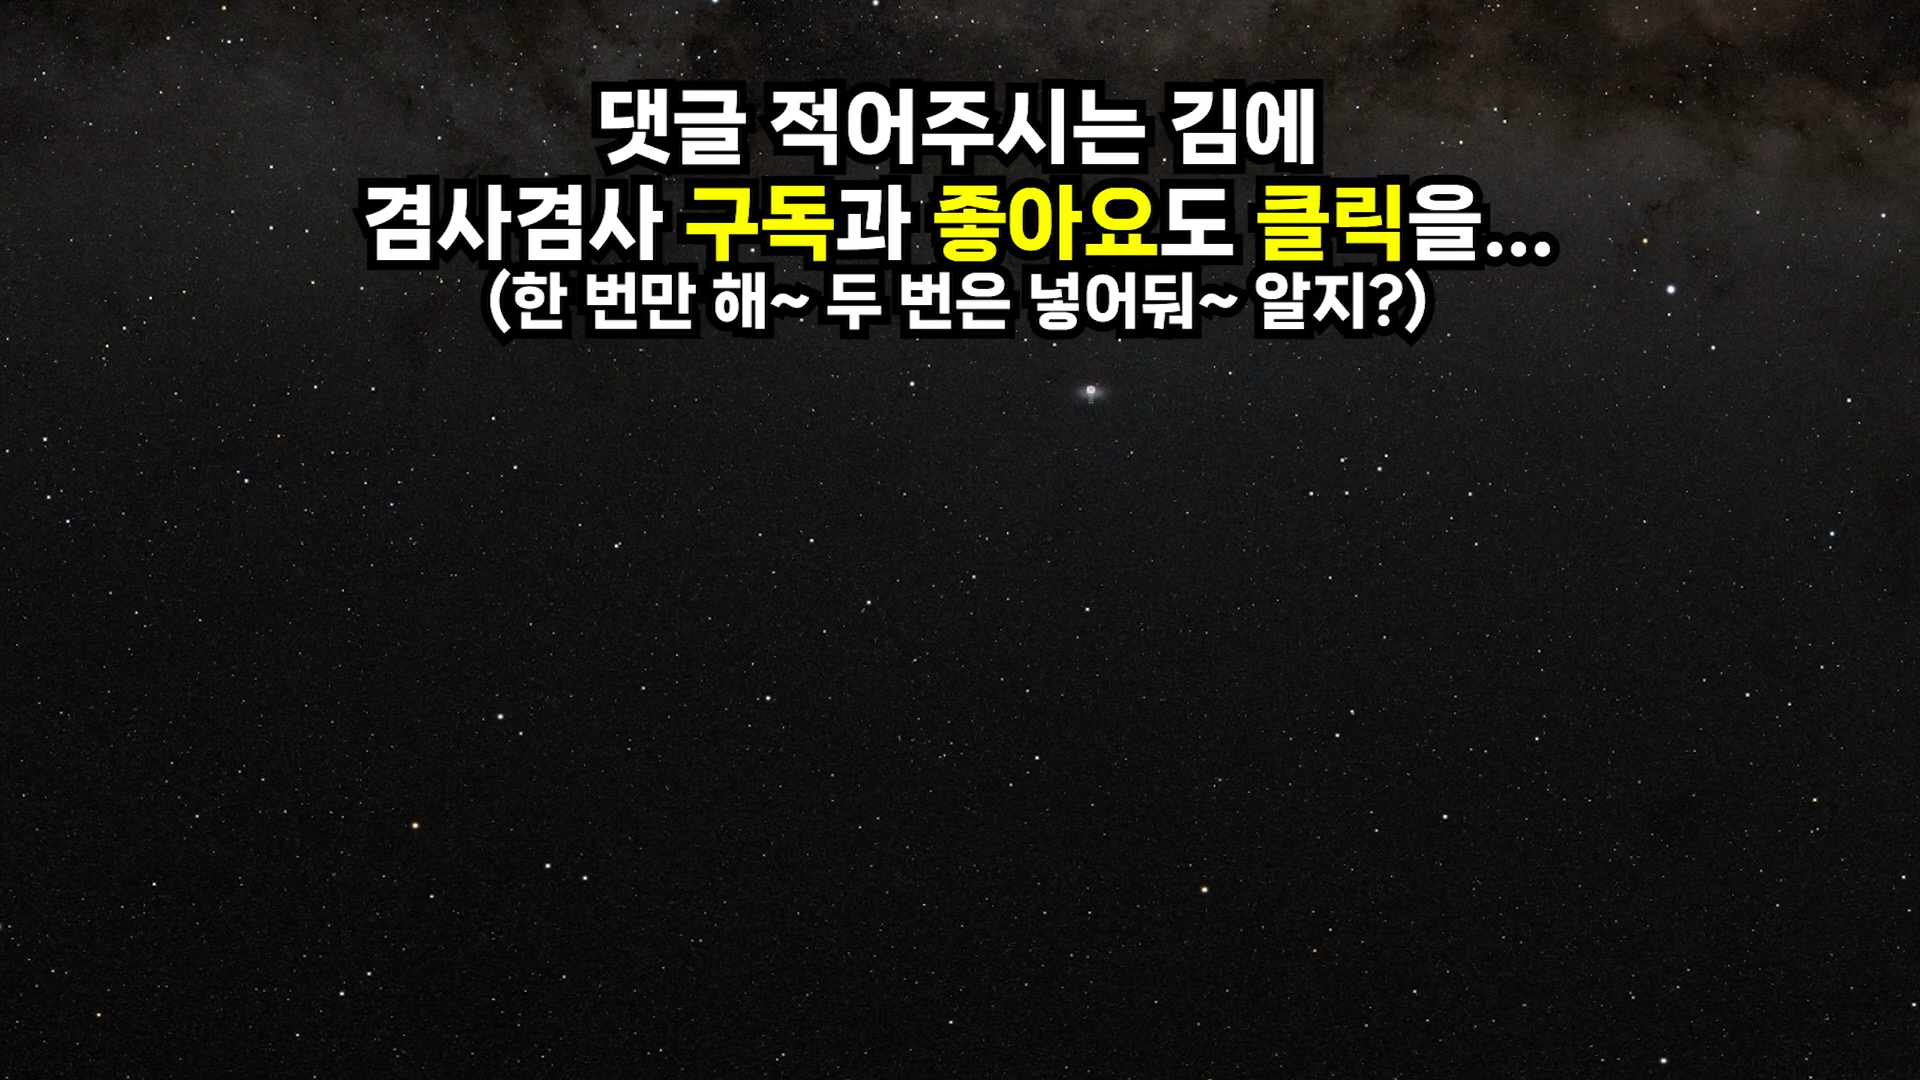 댓글 적어주시는 김에
겸사겸사 구독과 좋아요도 클릭을...
(한 번만 해~ 두 번은 넣어둬~ 알지?)